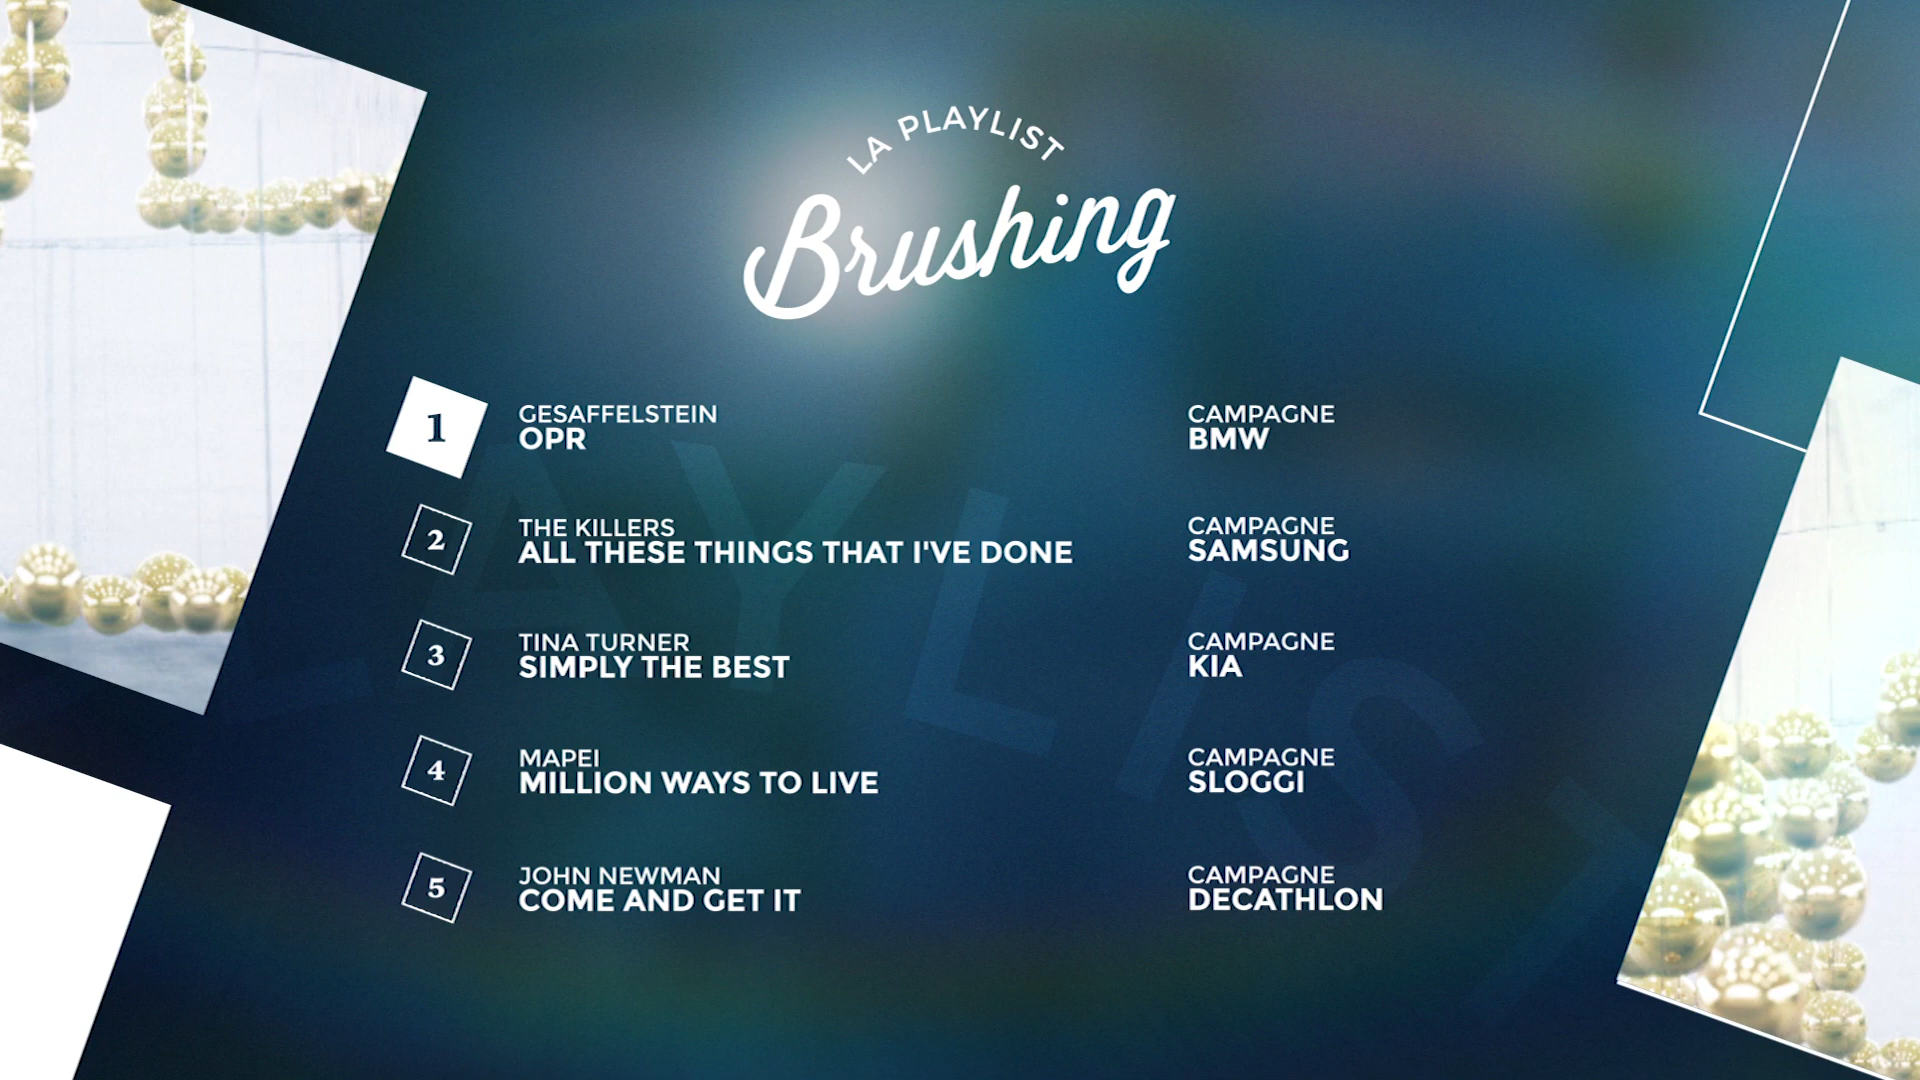 LA PLAYLIST
Brushing
1
GESAFFELSTEIN
OPR
CAMPAGNE
BMW
2
THE KILLERS
ALL THESE THINGS THAT I'VE DONE
CAMPAGNE
SAMSUNG
3
TINA TURNER
SIMPLY THE BEST
CAMPAGNE
KIA
4
MAPEI
MILLION WAYS TO LIVE
CAMPAGNE
SLOGGI
5
JOHN NEWMAN
COME AND GET IT
CAMPAGNE
DECATHLON
LAYLIST